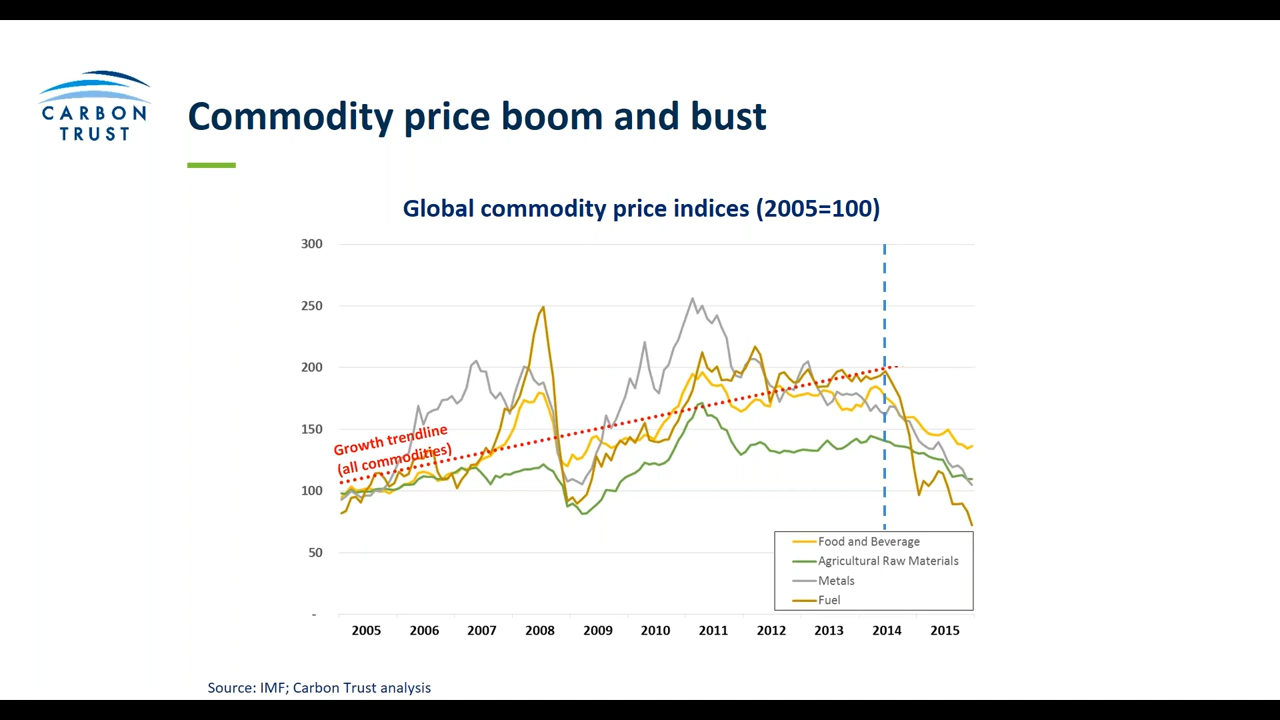 CARBON
TRUST
Commodity price boom and bust
Global commodity price indices (2005=100)
300
250
200
150
100
50
-
Growth trendline
(all commodities)
Food and Beverage
Agricultural Raw Materials
Metals
Fuel
2005 2006 2007 2008 2009 2010 2011 2012 2013 2014 2015
Source: IMF; Carbon Trust analysis